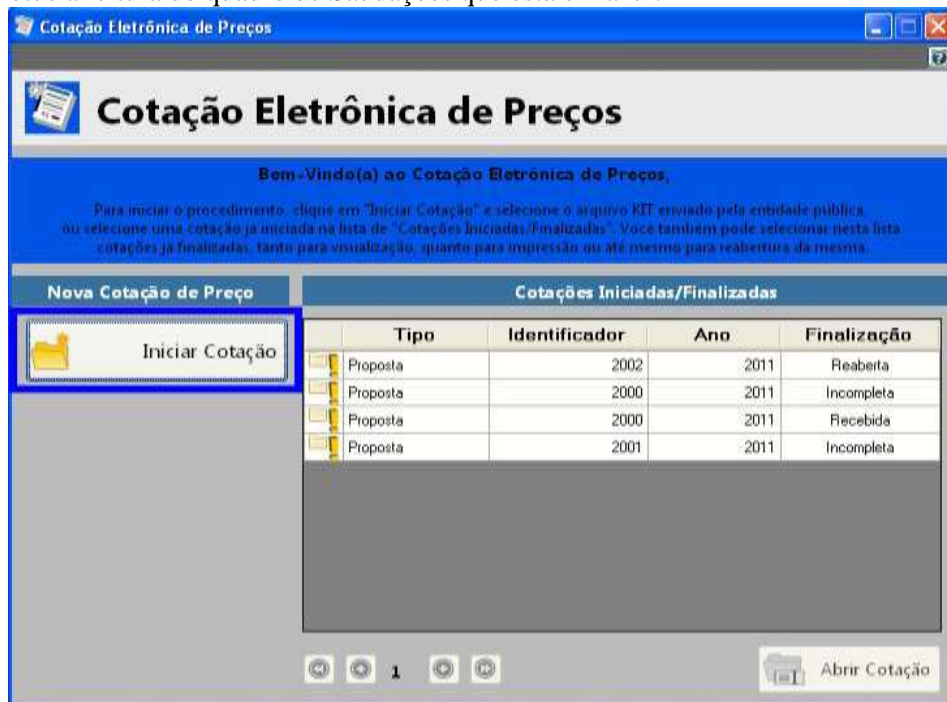 Cotação Eletrônica de Preços
Cotação Eletrônica de Preços
Bem-Vindo(a) ao Cotação Eletrônica de Preços,
Para iniciar o procedimento, clique em "Iniciar Cotação" e selecione o arquivo KIT enviado pela entidade pública,
ou selecione uma cotação já iniciada na lista de "Cotações Iniciadas/Finalizadas". Você também pode selecionar nesta lista
cotações já finalizadas, tanto para visualização, quanto para impressão ou até mesmo para reabertura da mesma.
Nova Cotação de Preço
Cotações Iniciadas/Finalizadas
Iniciar Cotação
Tipo Identificador Ano Finalização
Proposta 2002 2011 Reaberta
Proposta 2000 2011 Incompleta
Proposta 2000 2011 Recebida
Proposta 2001 2011 Incompleta
1
Abrir Cotação